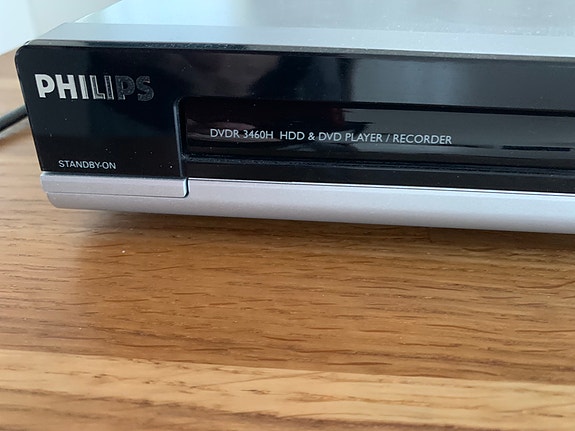 PHILIPS
DVDR 3460H HDD & DVD PLAYER / RECORDER
STANDBY-ON